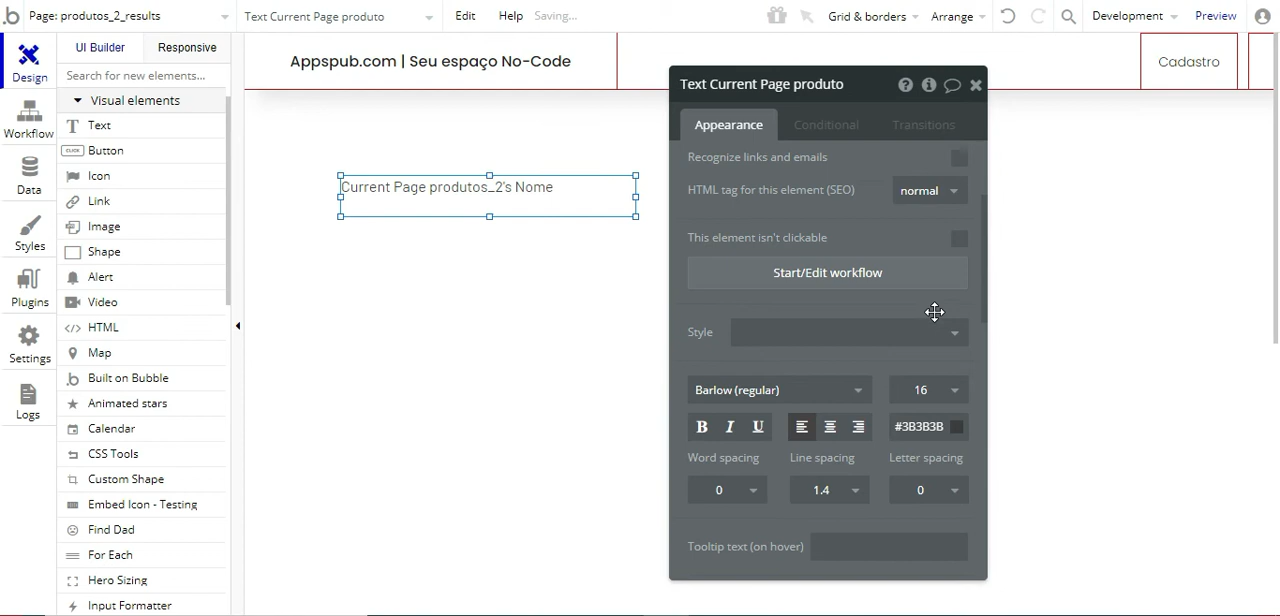 Page: produtos_2_results
Text Current Page produto
Edit
Help
Saving...
Grid & borders
Arrange
Development
Preview
Design
Workflow
Data
Styles
Plugins
Settings
Logs
UI Builder
Responsive
Search for new elements...
Visual elements
Text
Button
Icon
Link
Image
Shape
Alert
Video
HTML
Map
Built on Bubble
Animated stars
Calendar
CSS Tools
Custom Shape
Embed Icon - Testing
Find Dad
For Each
Hero Sizing
Input Formatter
Appspub.com | Seu espaço No-Code
Cadastro
Current Page produtos_2's Nome
Text Current Page produto
Appearance
Conditional
Transitions
Recognize links and emails
HTML tag for this element (SEO)
normal
This element isn't clickable
Start/Edit workflow
Style
Barlow (regular)
16
B I U
#3B3B3B
Word spacing
Line spacing
Letter spacing
0
1.4
0
Tooltip text (on hover)